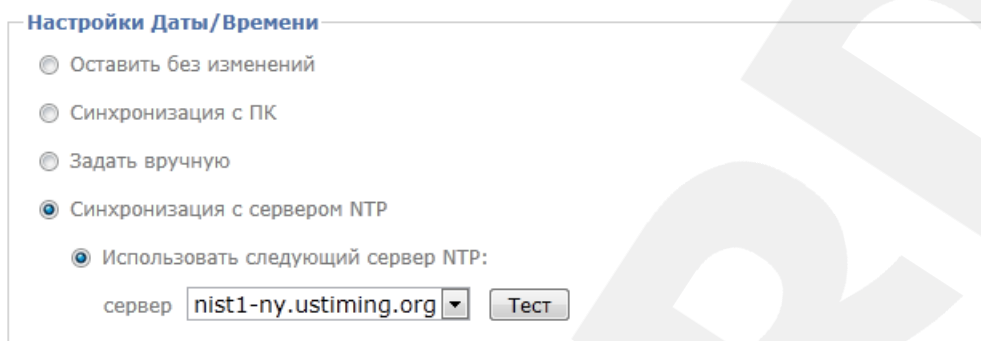 Настройки Даты/Времени
Оставить без изменений
Синхронизация с ПК
Задать вручную
Синхронизация с сервером NTP
Использовать следующий сервер NTP:
сервер nist1-ny.ustiming.org Тест